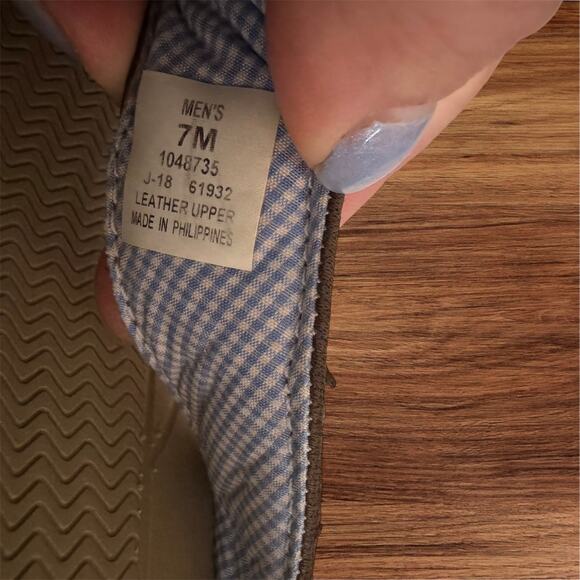 MEN'S
7M
1048735
J-18 61932
LEATHER UPPER
MADE IN PHILIPPINES